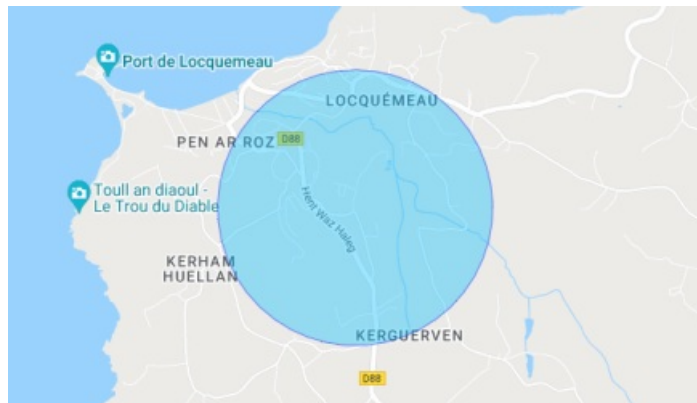 Port de Locquemeau
LOCQUÉMEAU
PEN AR ROZ
D88
Toull an diaoul -
Le Trou du Diable
Hent Waz Haleg
KERHAM
HUELLAN
KERGUERVEN
D88